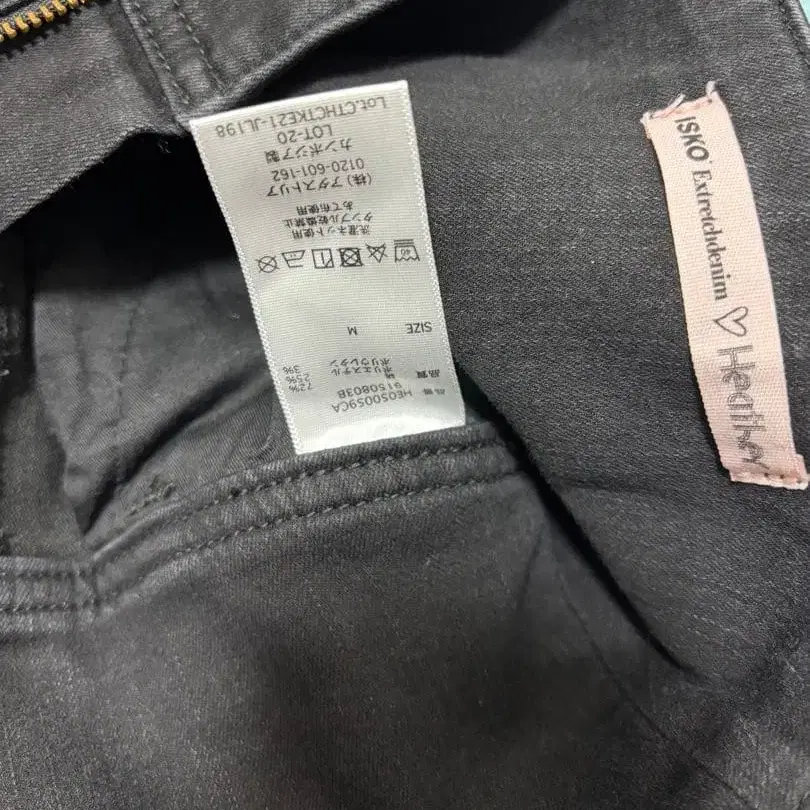 品番 HE0S00S9CA
9150803B
品質 綿 72%
ポリエステル 25%
ポリウレタン 3%
SIZE M
洗濯ネット使用
タンブル乾燥禁止
あて布使用
(株)アダストリア
0120-601-162
カンボジア製
LOT-20
Lot.CTHCTKE21-JL198
ISKO Extretchdenim ♡ Heather